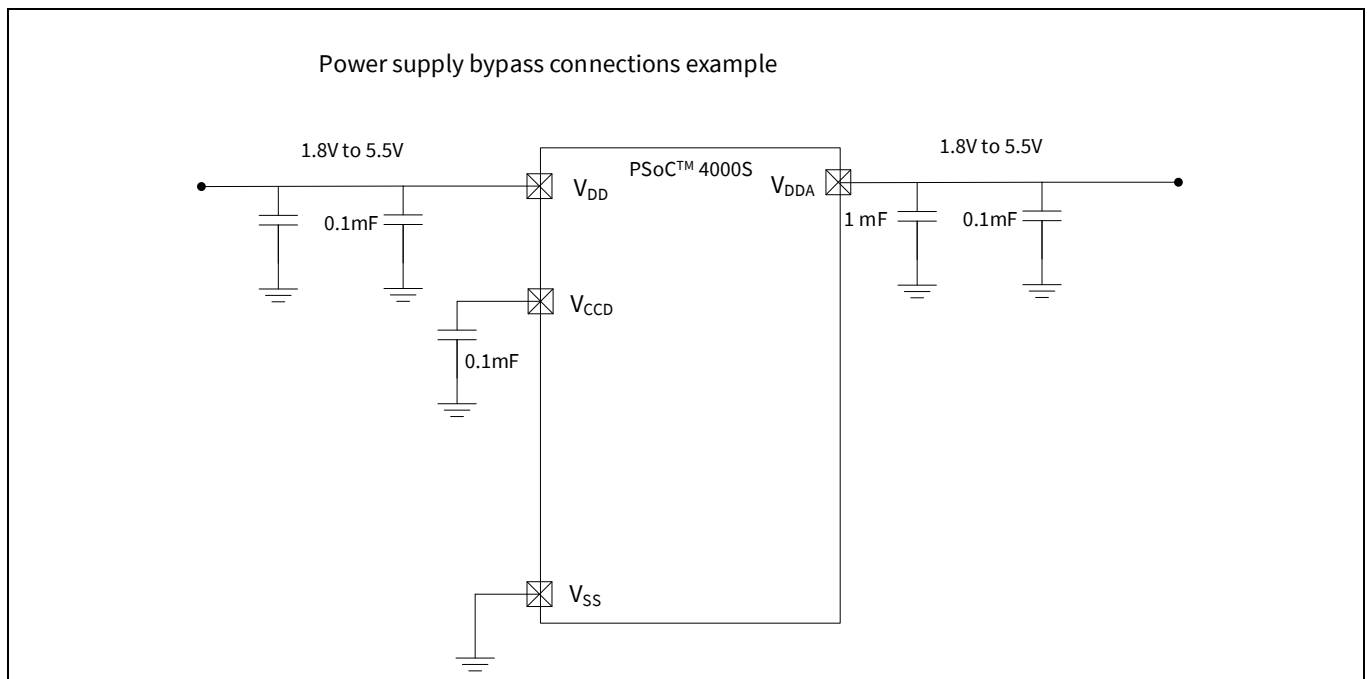 Power supply bypass connections example
1.8V to 5.5V
1.8V to 5.5V
PSoC™ 4000S
VDD
VDDA
0.1mF
1 mF
0.1mF
VCCD
0.1mF
VSS